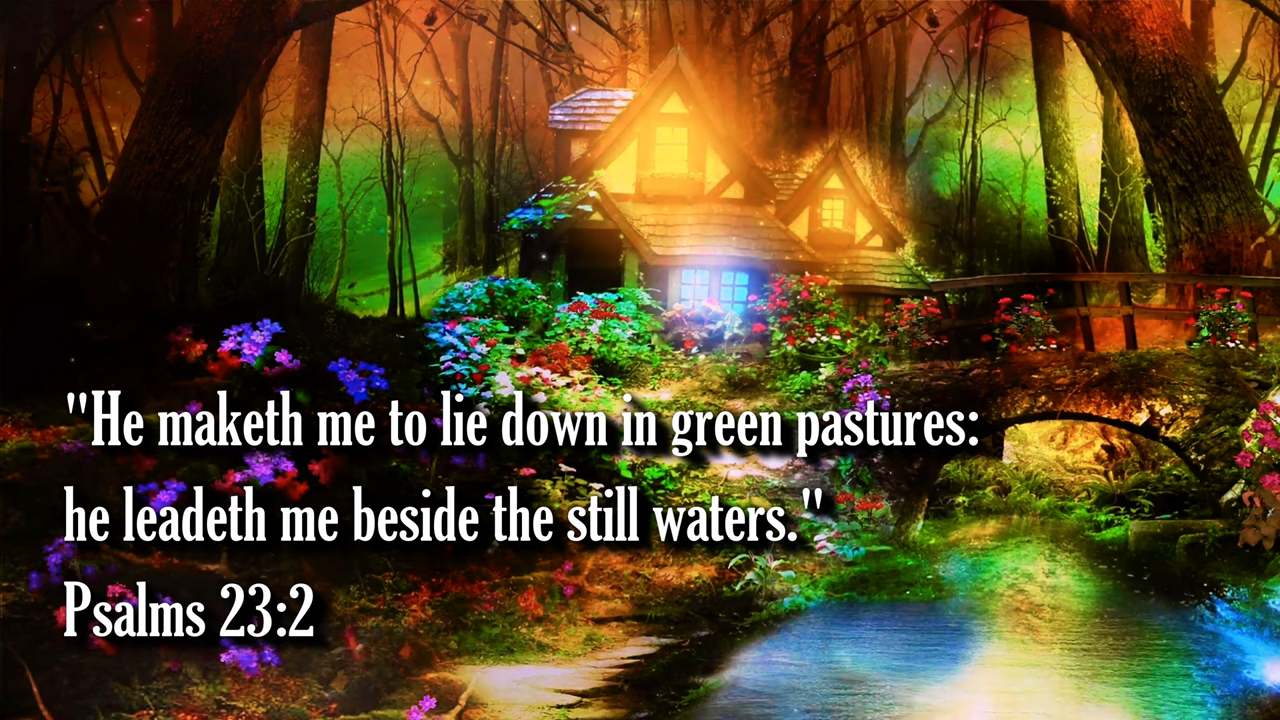 "He maketh me to lie down in green pastures:
he leadeth me beside the still waters."
Psalms 23:2